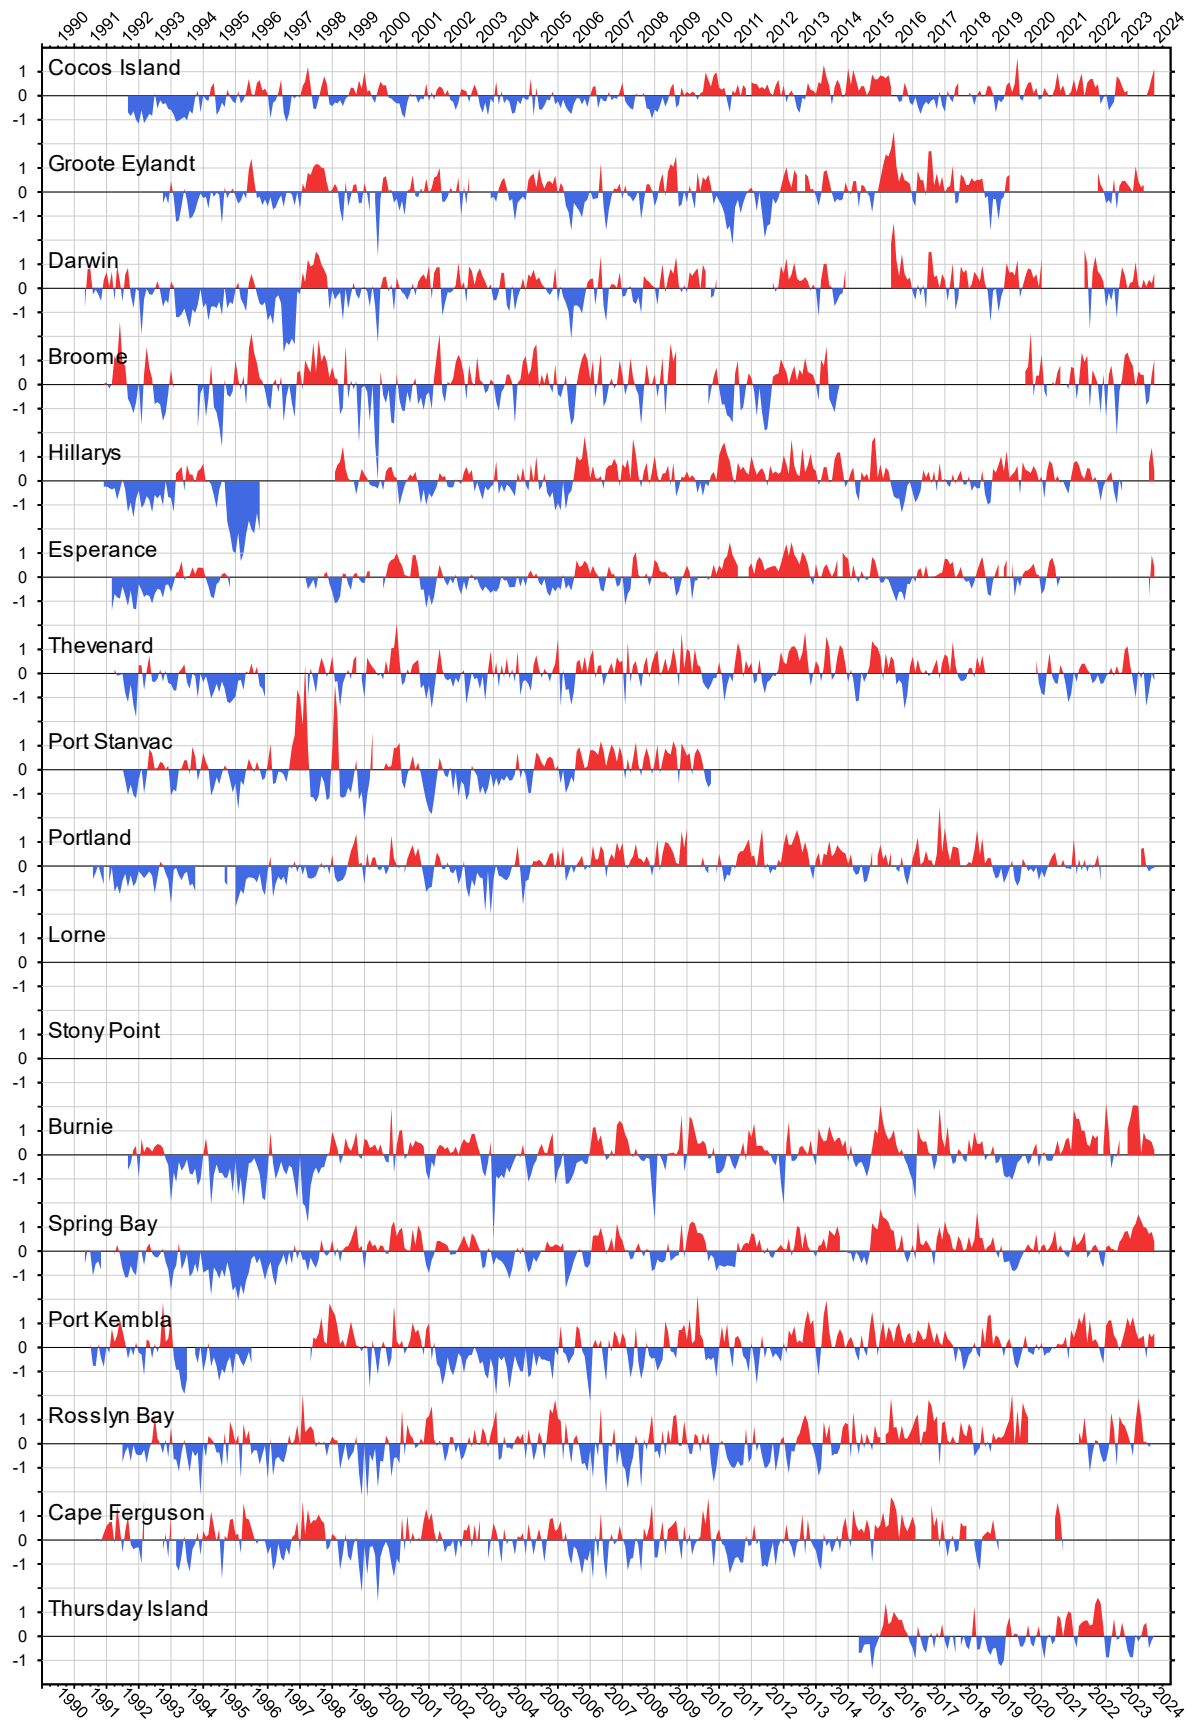 1990 1991 1992 1993 1994 1995 1996 1997 1998 1999 2000 2001 2002 2003 2004 2005 2006 2007 2008 2009 2010 2011 2012 2013 2014 2015 2016 2017 2018 2019 2020 2021 2022 2023 2024
1 Cocos Island
0
-1
1 Groote Eylandt
0
-1
1 Darwin
0
-1
1 Broome
0
-1
1 Hillarys
0
-1
1 Esperance
0
-1
1 Thevenard
0
-1
1 Port Stanvac
0
-1
1 Portland
0
-1
1 Lorne
0
-1
1 Stony Point
0
-1
1 Burnie
0
-1
1 Spring Bay
0
-1
1 Port Kembla
0
-1
1 Rosslyn Bay
0
-1
1 Cape Ferguson
0
-1
1 Thursday Island
0
-1
1990 1991 1992 1993 1994 1995 1996 1997 1998 1999 2000 2001 2002 2003 2004 2005 2006 2007 2008 2009 2010 2011 2012 2013 2014 2015 2016 2017 2018 2019 2020 2021 2022 2023 2024